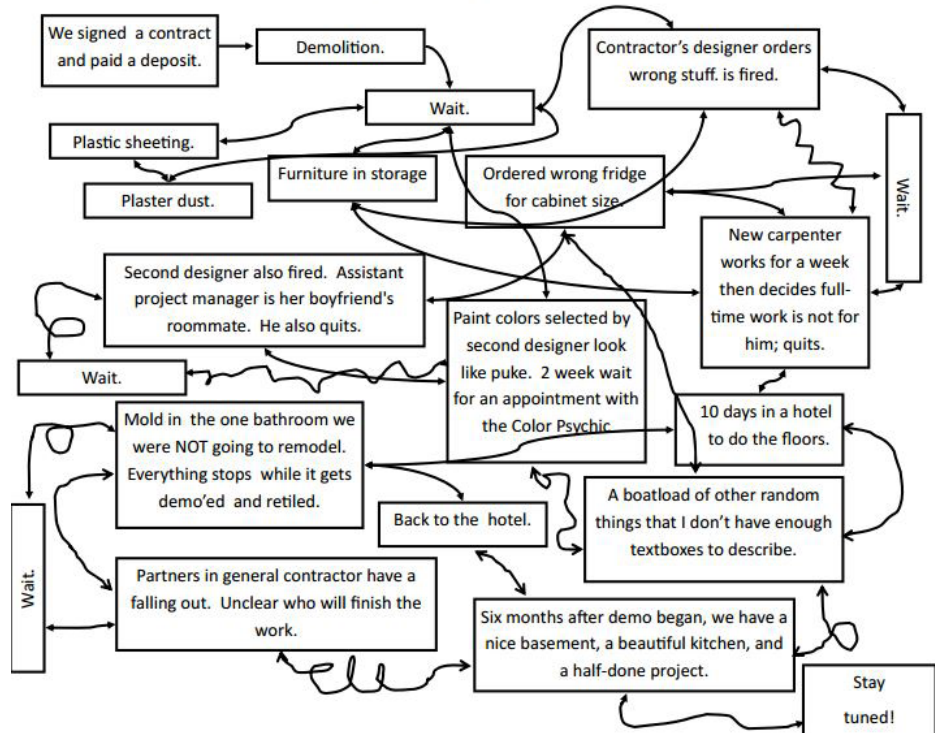 We signed a contract
and paid a deposit.
Demolition.
Contractor's designer orders
wrong stuff. is fired.
Wait.
Plastic sheeting.
Furniture in storage
Ordered wrong fridge
for cabinet size.
Wait.
Plaster dust.
New carpenter
works for a week
then decides full-
time work is not for
him; quits.
Second designer also fired. Assistant
project manager is her boyfriend's
roommate. He also quits.
Paint colors selected by
second designer look
like puke. 2 week wait
for an appointment with
the Color Psychic
Wait.
Mold in the one bathroom we
were NOT going to remodel.
Everything stops while it gets
demo'ed and retiled.
10 days in a hotel
to do the floors.
Back to the hotel.
A boatload of other random
things that I don't have enough
textboxes to describe.
Wait.
Partners in general contractor have a
falling out. Unclear who will finish the
work.
Six months after demo began, we have a
nice basement, a beautiful kitchen, and
a half-done project.
Stay
tuned!